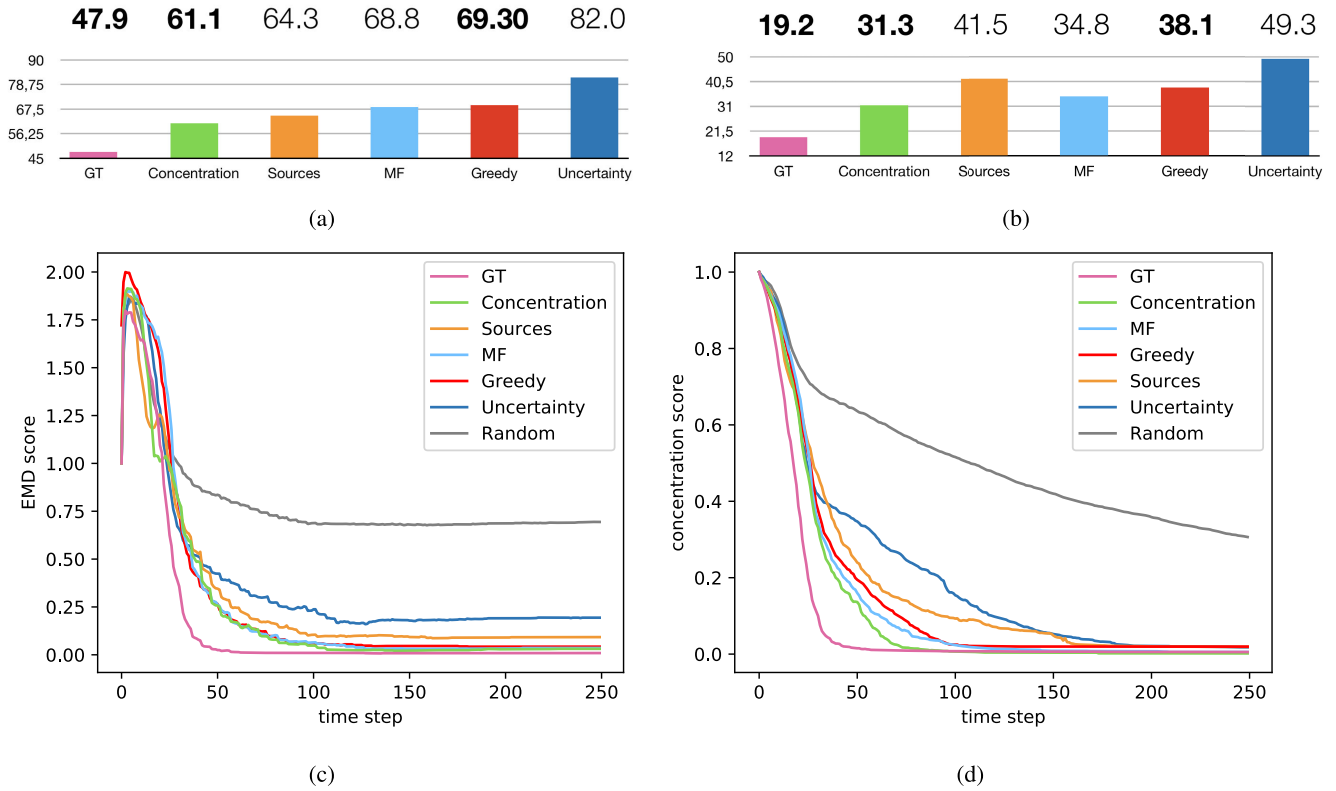 47.9 61.1 64.3 68.8 69.30 82.0
90
78,75
67,5
56,25
45
GT Concentration Sources MF Greedy Uncertainty
(a)
19.2 31.3 41.5 34.8 38.1 49.3
50
40,5
31
21,5
12
GT Concentration Sources MF Greedy Uncertainty
(b)
EMD score
2.00
1.75
1.50
1.25
1.00
0.75
0.50
0.25
0.00
GT
Concentration
Sources
MF
Greedy
Uncertainty
Random
0 50 100 150 200 250
time step
(c)
concentration score
1.0
0.8
0.6
0.4
0.2
0.0
GT
Concentration
MF
Greedy
Sources
Uncertainty
Random
0 50 100 150 200 250
time step
(d)